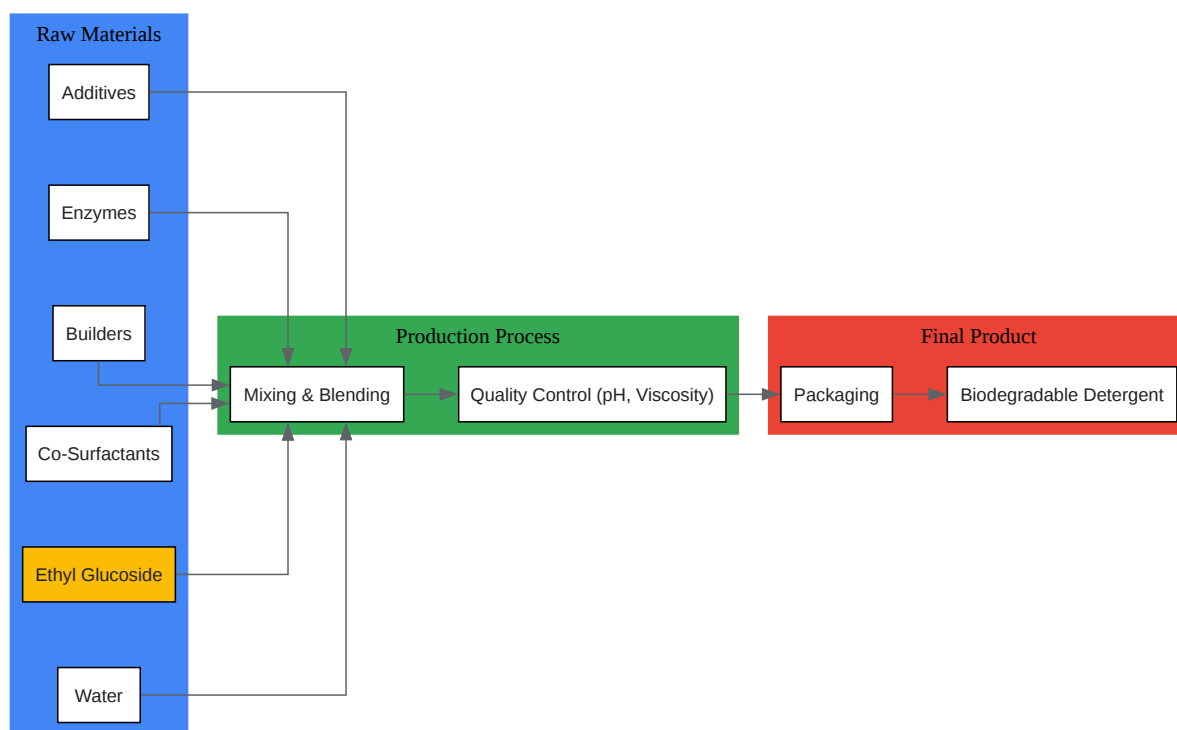 Raw Materials
Additives
Enzymes
Builders
Co-Surfactants
Ethyl Glucoside
Water
Production Process
Mixing & Blending
Quality Control (pH, Viscosity)
Final Product
Packaging
Biodegradable Detergent